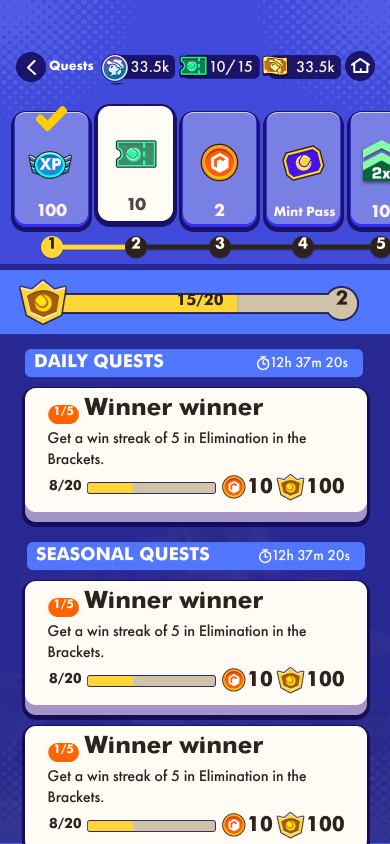 Quests 33.5k 10/15 33.5k
XP 2x
100 10 2 Mint Pass 10
1 2 3 4 5
15/20 2
DAILY QUESTS 12h 37m 20s
1/5 Winner winner
Get a win streak of 5 in Elimination in the
Brackets.
8/20 10 100
SEASONAL QUESTS 12h 37m 20s
1/5 Winner winner
Get a win streak of 5 in Elimination in the
Brackets.
8/20 10 100
1/5 Winner winner
Get a win streak of 5 in Elimination in the
Brackets.
8/20 10 100